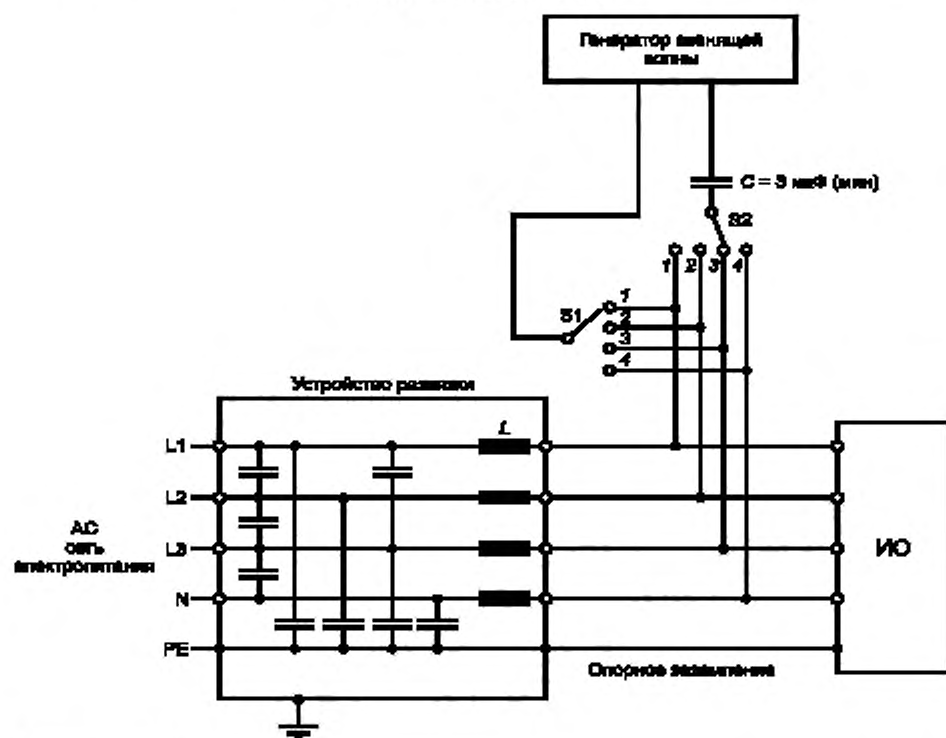 Генератор звенящей
волны
C = 3 мкФ (мин)
S2
1 2 3 4
S1
1
2
3
4
Устройство развязки
L
L1
L2
L3
N
PE
AC
сеть
электропитания
ИО
Опорное заземление